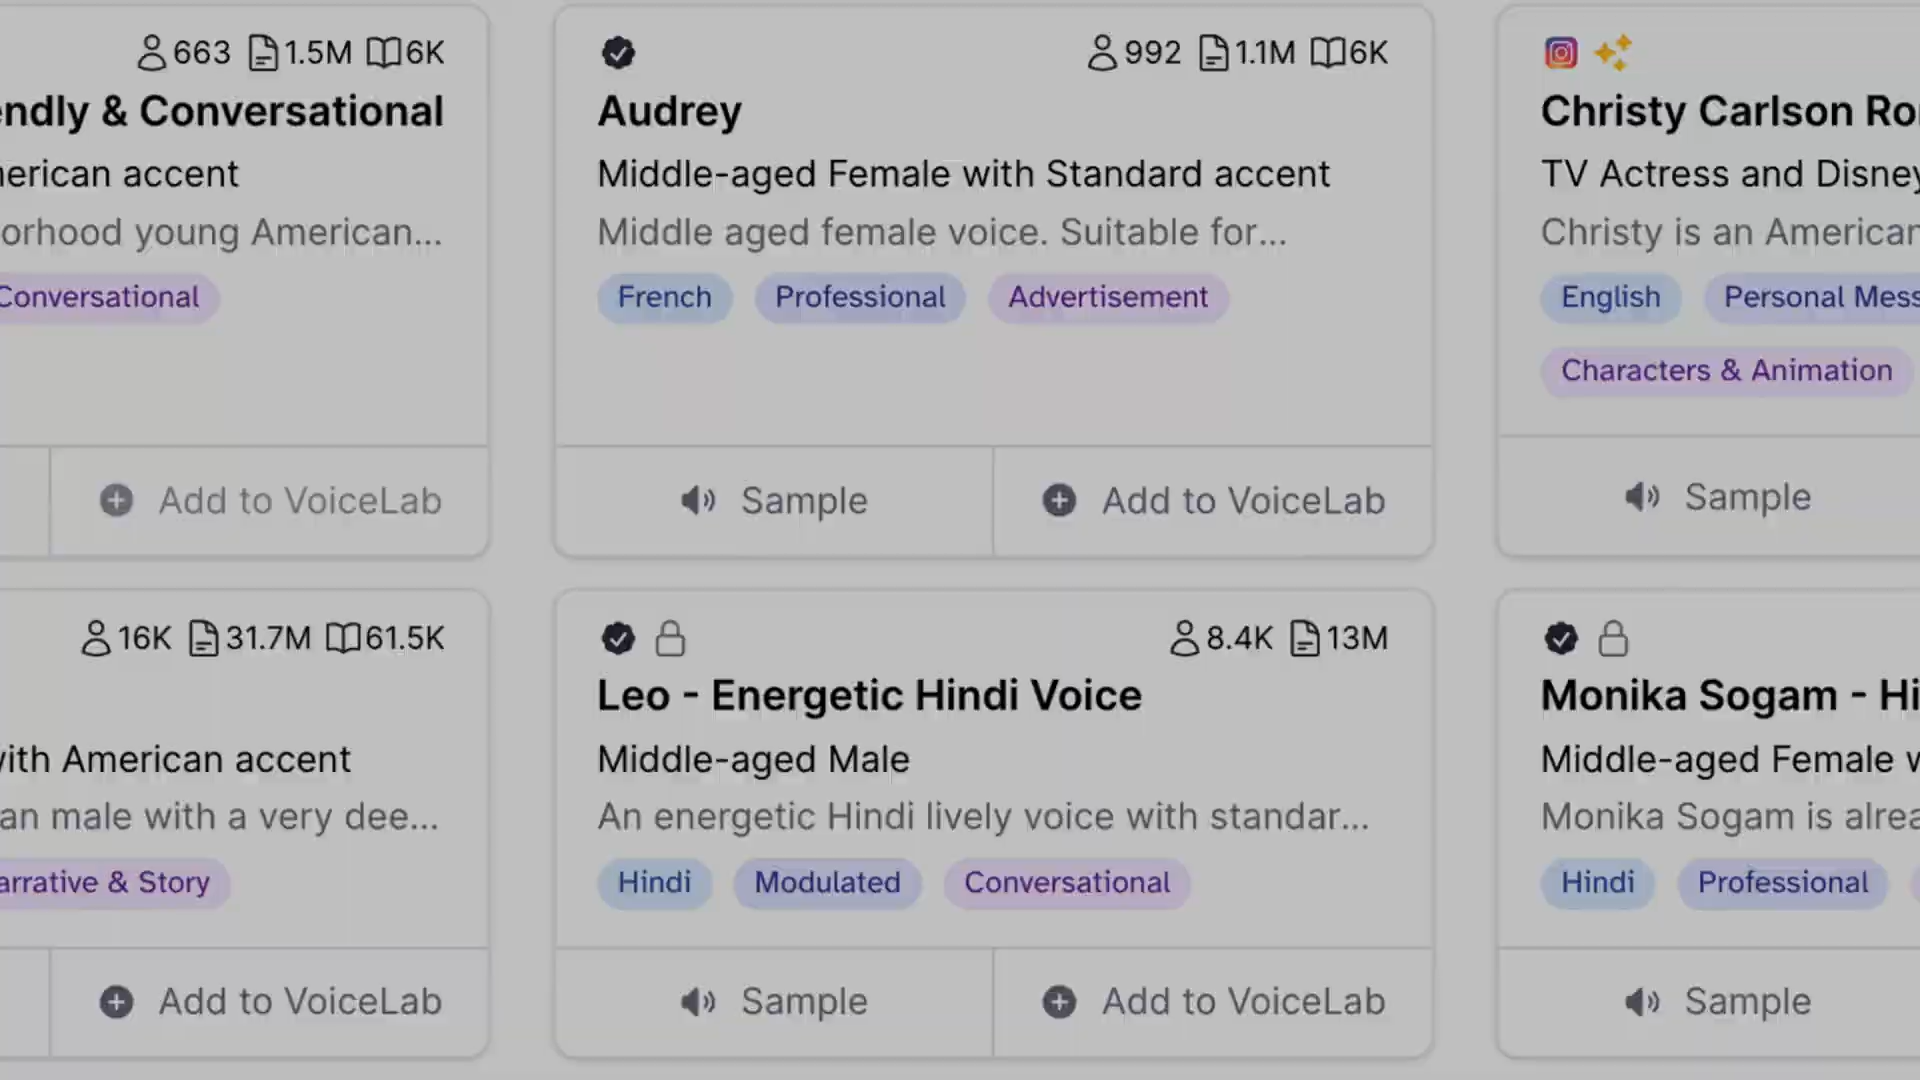 663 1.5M 6K
endly & Conversational
nerican accent
orhood young American...
Conversational
Add to VoiceLab
992 1.1M 6K
Audrey
Middle-aged Female with Standard accent
Middle aged female voice. Suitable for...
French Professional Advertisement
Sample Add to VoiceLab
Christy Carlson Ro
TV Actress and Disney
Christy is an American
English Personal Mess
Characters & Animation
Sample
16K 31.7M 61.5K
with American accent
an male with a very dee...
arrative & Story
Add to VoiceLab
8.4K 13M
Leo - Energetic Hindi Voice
Middle-aged Male
An energetic Hindi lively voice with standar...
Hindi Modulated Conversational
Sample Add to VoiceLab
Monika Sogam - Hi
Middle-aged Female w
Monika Sogam is alrea
Hindi Professional
Sample